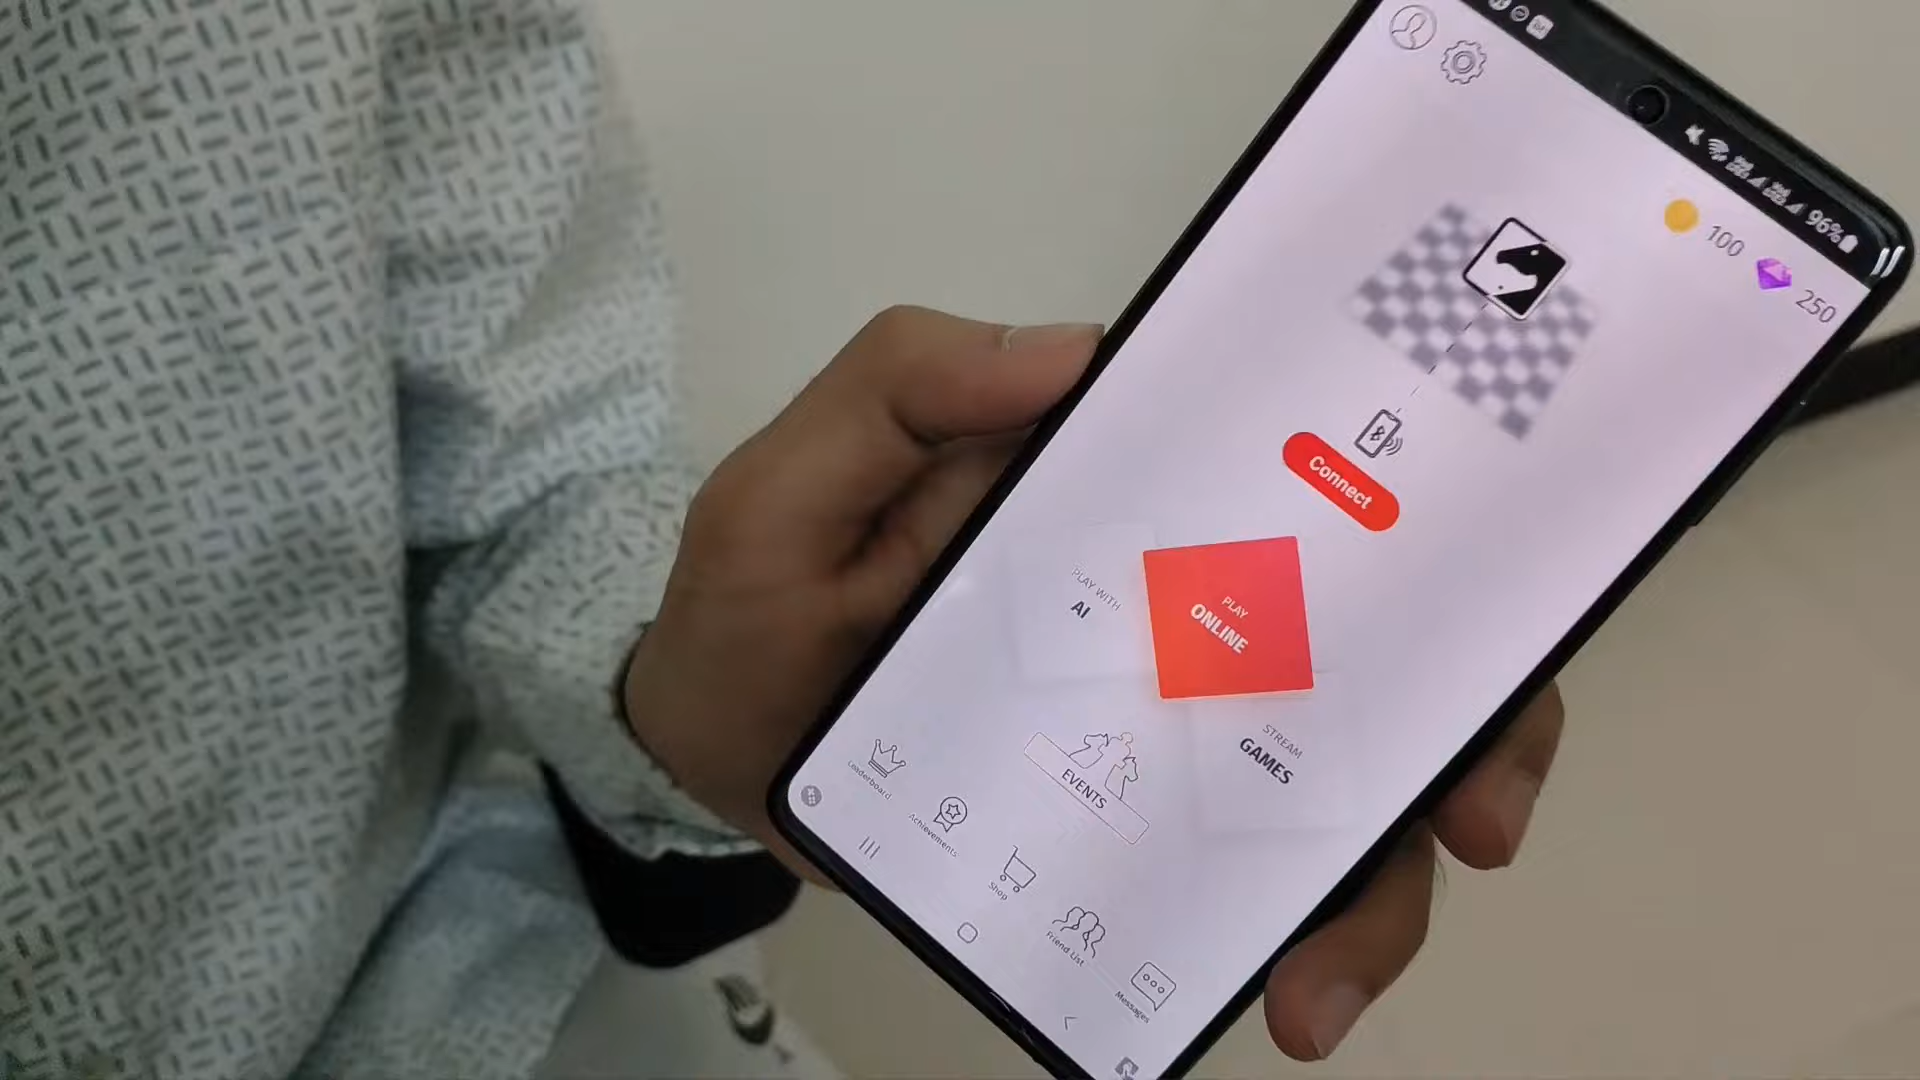 96%
100
250
Connect
PLAY WITH
AI
PLAY
ONLINE
STREAM
GAMES
EVENTS
Leaderboard
Achievements
Shop
Friend List
Messages